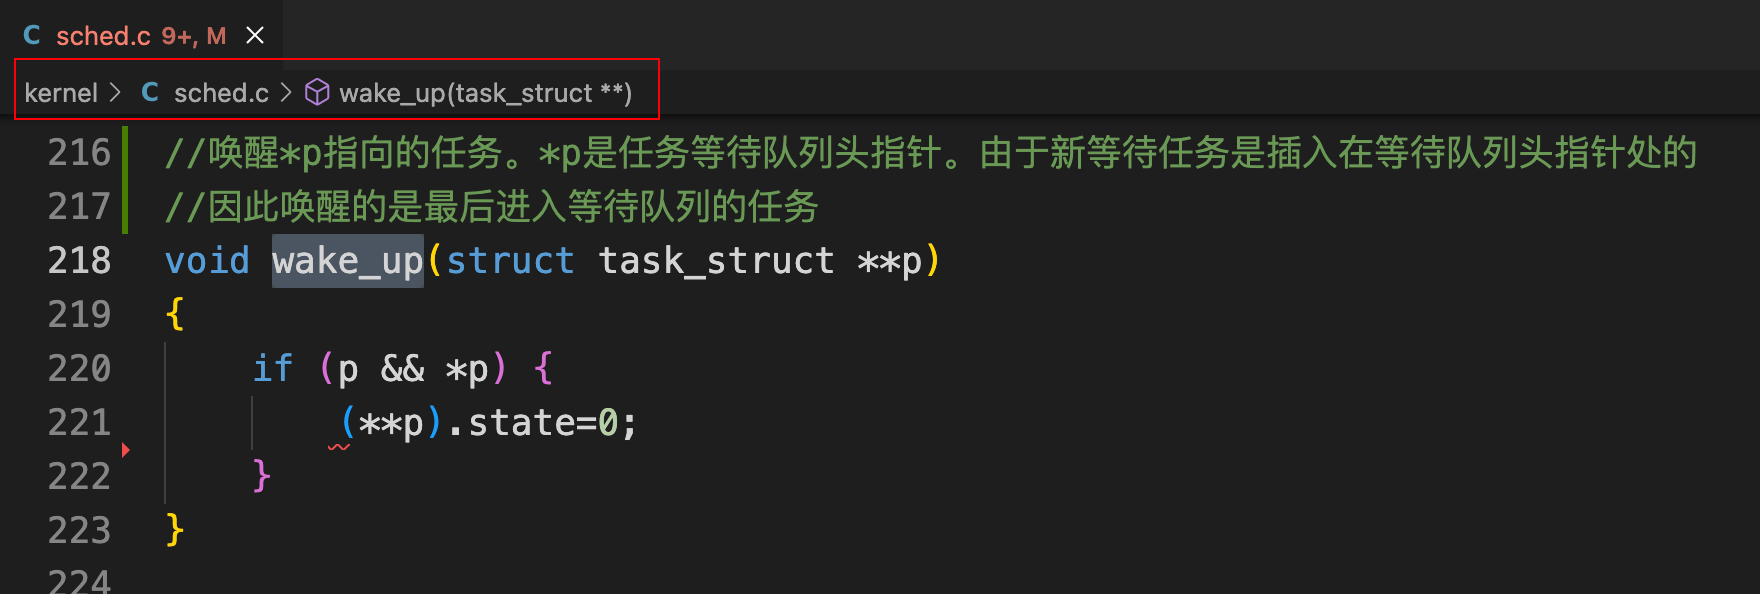 C sched.c 9+, M
kernel > C sched.c > wake_up(task_struct **)
216 //唤醒*p指向的任务。*p是任务等待队列头指针。由于新等待任务是插入在等待队列头指针处的
217 //因此唤醒的是最后进入等待队列的任务
218 void wake_up(struct task_struct **p)
219 {
220 if (p && *p) {
221 (**p).state=0;
222 }
223 }
224